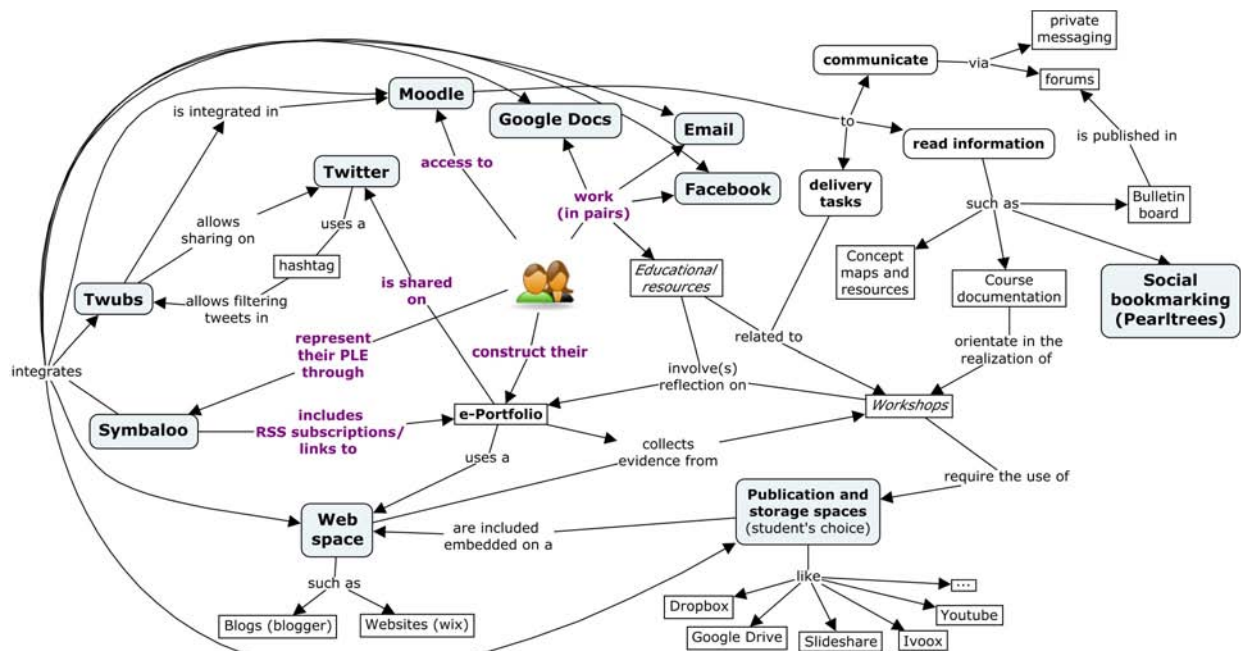 private
messaging
communicate
via
forums
Moodle
is integrated in
Google Docs
Email
to
is published in
read information
access to
Twitter
Facebook
work
(in pairs)
delivery
tasks
such as
Bulletin
board
allows
sharing on
uses a
hashtag
Educational
resources
Concept
maps and
resources
Course
documentation
Social
bookmarking
(Pearltrees)
Twubs
allows filtering
tweets in
is shared
on
represent
their PLE
through
construct their
related to
orientate in the
realization of
integrates
involve(s)
reflection on
Workshops
Symbaloo
includes
RSS subscriptions/
links to
e-Portfolio
uses a
collects
evidence from
require the use of
Web
space
are included
embedded on a
Publication and
storage spaces
(student's choice)
such as
like
...
Blogs (blogger)
Websites (wix)
Dropbox
Google Drive
Slideshare
Ivoox
Youtube